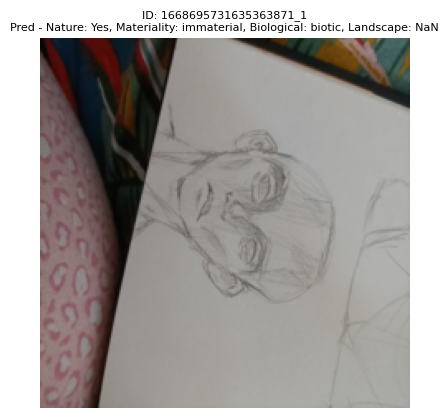 ID: 1668695731635363871_1
Pred - Nature: Yes, Materiality: immaterial, Biological: biotic, Landscape: NaN